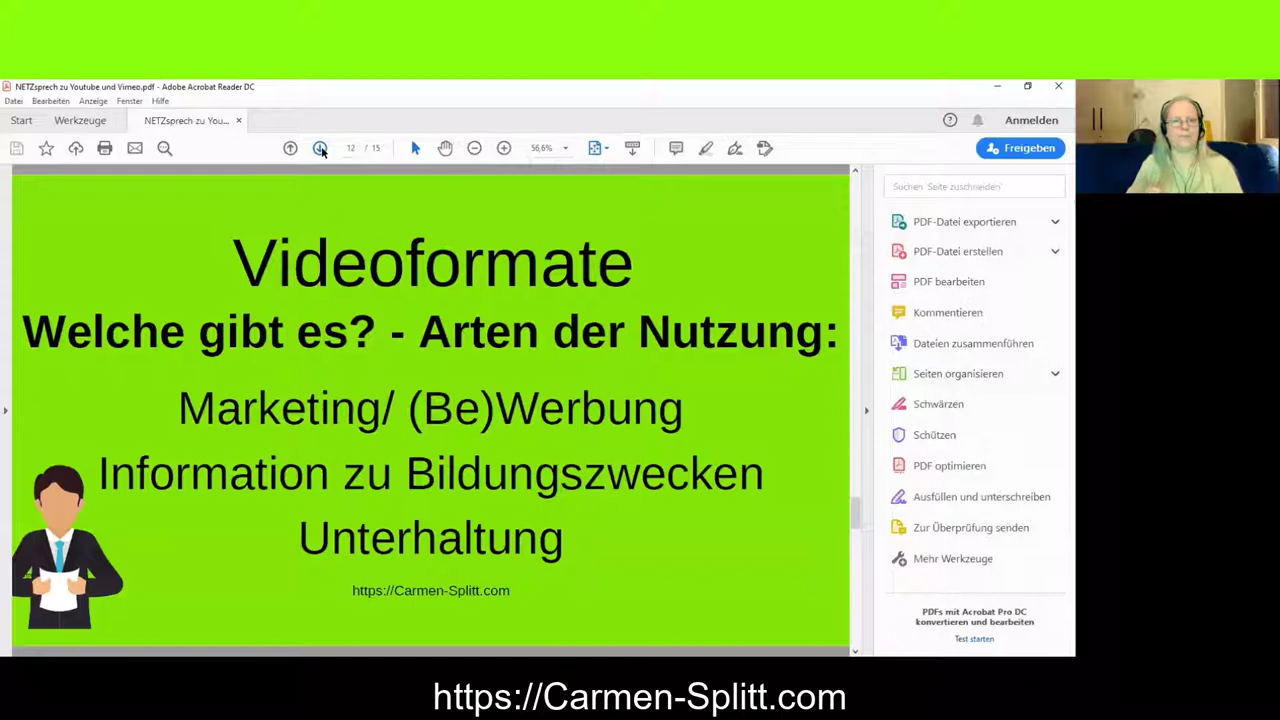 NETZsprech zu Youtube und Vimeo.pdf - Adobe Acrobat Reader DC
Datei Bearbeiten Anzeige Fenster Hilfe
Start Werkzeuge NETZsprech zu You... × Anmelden
12 / 15 56,6% Freigeben
Videoformate
Welche gibt es? - Arten der Nutzung:
Marketing/ (Be)Werbung
Information zu Bildungszwecken
Unterhaltung
https://Carmen-Splitt.com
Suchen 'Seite zuschneiden'
PDF-Datei exportieren
PDF-Datei erstellen
PDF bearbeiten
Kommentieren
Dateien zusammenführen
Seiten organisieren
Schwärzen
Schützen
PDF optimieren
Ausfüllen und unterschreiben
Zur Überprüfung senden
Mehr Werkzeuge
PDFs mit Acrobat Pro DC
konvertieren und bearbeiten
Test starten
https://Carmen-Splitt.com